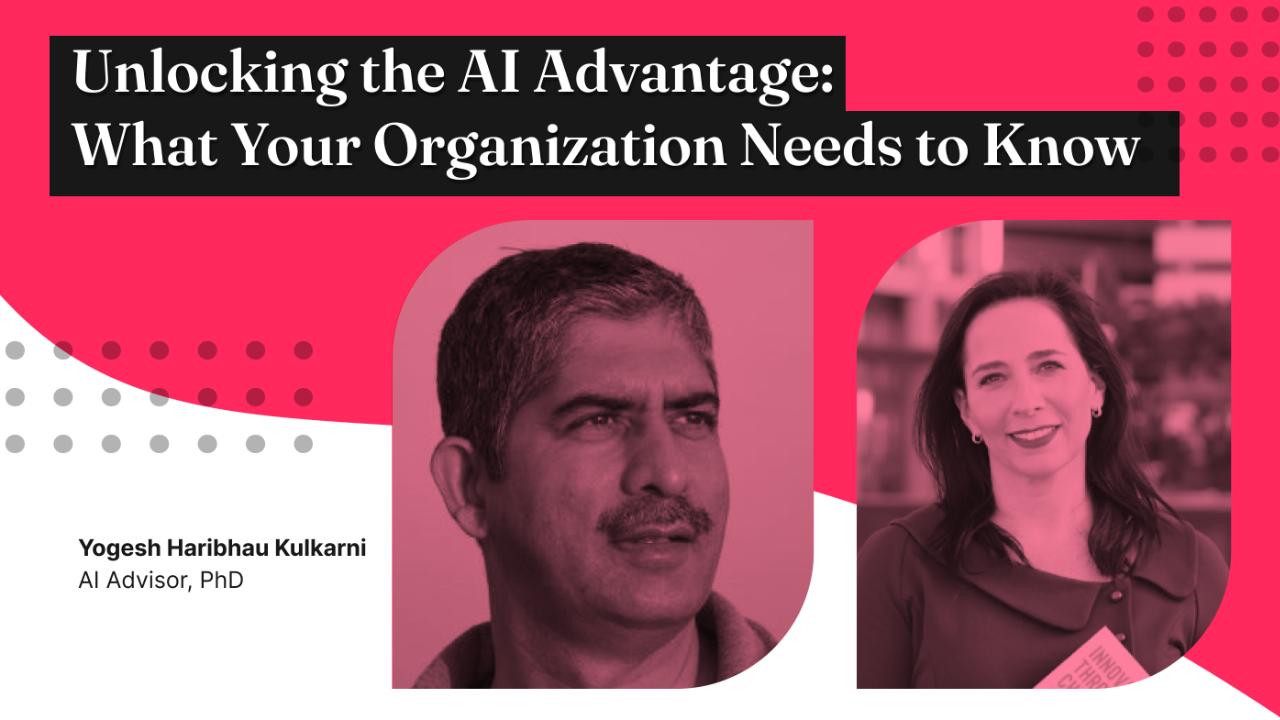 Unlocking the AI Advantage:
What Your Organization Needs to Know
Yogesh Haribhau Kulkarni
AI Advisor, PhD